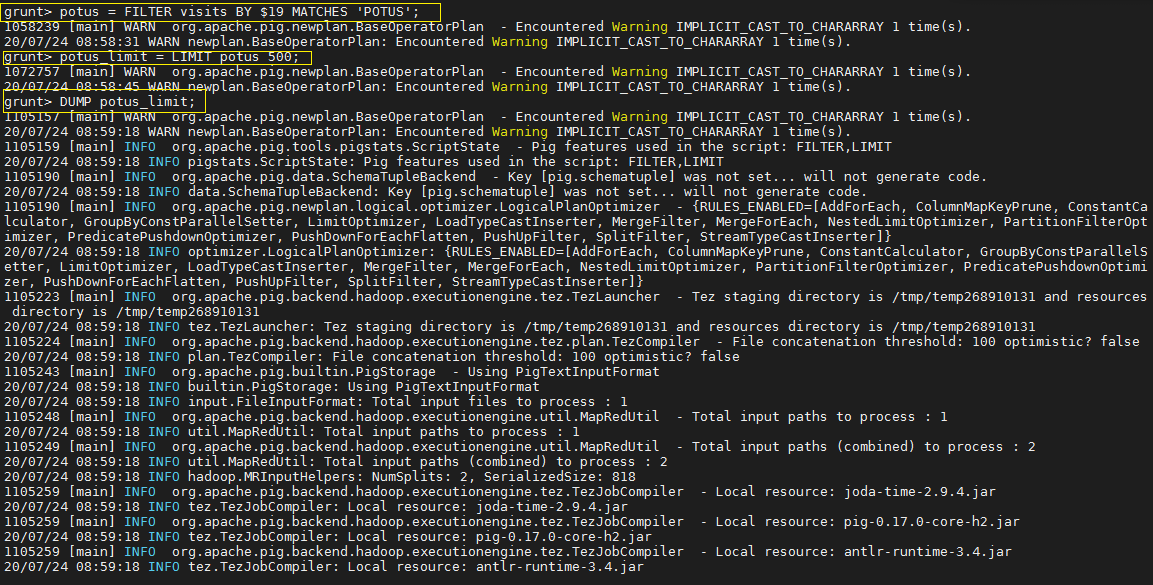 grunt> potus = FILTER visits BY $19 MATCHES 'POTUS';
1058239 [main] WARN  org.apache.pig.newplan.BaseOperatorPlan  - Encountered Warning IMPLICIT_CAST_TO_CHARARRAY 1 time(s).
20/07/24 08:58:31 WARN newplan.BaseOperatorPlan: Encountered Warning IMPLICIT_CAST_TO_CHARARRAY 1 time(s).
grunt> potus_limit = LIMIT potus 500;
1072757 [main] WARN  org.apache.pig.newplan.BaseOperatorPlan  - Encountered Warning IMPLICIT_CAST_TO_CHARARRAY 1 time(s).
20/07/24 08:58:45 WARN newplan.BaseOperatorPlan: Encountered Warning IMPLICIT_CAST_TO_CHARARRAY 1 time(s).
grunt> DUMP potus_limit;
1105157 [main] WARN  org.apache.pig.newplan.BaseOperatorPlan  - Encountered Warning IMPLICIT_CAST_TO_CHARARRAY 1 time(s).
20/07/24 08:59:18 WARN newplan.BaseOperatorPlan: Encountered Warning IMPLICIT_CAST_TO_CHARARRAY 1 time(s).
1105159 [main] INFO  org.apache.pig.tools.pigstats.ScriptState  - Pig features used in the script: FILTER,LIMIT
20/07/24 08:59:18 INFO pigstats.ScriptState: Pig features used in the script: FILTER,LIMIT
1105190 [main] INFO  org.apache.pig.data.SchemaTupleBackend  - Key [pig.schematuple] was not set... will not generate code.
20/07/24 08:59:18 INFO data.SchemaTupleBackend: Key [pig.schematuple] was not set... will not generate code.
1105190 [main] INFO  org.apache.pig.newplan.logical.optimizer.LogicalPlanOptimizer  - {RULES_ENABLED=[AddForEach, ColumnMapKeyPrune, ConstantCa
lculator, GroupByConstParallelSetter, LimitOptimizer, LoadTypeCastInserter, MergeFilter, MergeForEach, NestedLimitOptimizer, PartitionFilterOpt
imizer, PredicatePushdownOptimizer, PushDownForEachFlatten, PushUpFilter, SplitFilter, StreamTypeCastInserter]}
20/07/24 08:59:18 INFO optimizer.LogicalPlanOptimizer: {RULES_ENABLED=[AddForEach, ColumnMapKeyPrune, ConstantCalculator, GroupByConstParallelS
etter, LimitOptimizer, LoadTypeCastInserter, MergeFilter, MergeForEach, NestedLimitOptimizer, PartitionFilterOptimizer, PredicatePushdownOptimi
zer, PushDownForEachFlatten, PushUpFilter, SplitFilter, StreamTypeCastInserter]}
1105223 [main] INFO  org.apache.pig.backend.hadoop.executionengine.tez.TezLauncher  - Tez staging directory is /tmp/temp268910131 and resources
 directory is /tmp/temp268910131
20/07/24 08:59:18 INFO tez.TezLauncher: Tez staging directory is /tmp/temp268910131 and resources directory is /tmp/temp268910131
1105224 [main] INFO  org.apache.pig.backend.hadoop.executionengine.tez.plan.TezCompiler  - File concatenation threshold: 100 optimistic? false
20/07/24 08:59:18 INFO plan.TezCompiler: File concatenation threshold: 100 optimistic? false
1105243 [main] INFO  org.apache.pig.builtin.PigStorage  - Using PigTextInputFormat
20/07/24 08:59:18 INFO builtin.PigStorage: Using PigTextInputFormat
20/07/24 08:59:18 INFO input.FileInputFormat: Total input files to process : 1
1105248 [main] INFO  org.apache.pig.backend.hadoop.executionengine.util.MapRedUtil  - Total input paths to process : 1
20/07/24 08:59:18 INFO util.MapRedUtil: Total input paths to process : 1
1105249 [main] INFO  org.apache.pig.backend.hadoop.executionengine.util.MapRedUtil  - Total input paths (combined) to process : 2
20/07/24 08:59:18 INFO util.MapRedUtil: Total input paths (combined) to process : 2
20/07/24 08:59:18 INFO hadoop.MRInputHelpers: NumSplits: 2, SerializedSize: 818
1105259 [main] INFO  org.apache.pig.backend.hadoop.executionengine.tez.TezJobCompiler  - Local resource: joda-time-2.9.4.jar
20/07/24 08:59:18 INFO tez.TezJobCompiler: Local resource: joda-time-2.9.4.jar
1105259 [main] INFO  org.apache.pig.backend.hadoop.executionengine.tez.TezJobCompiler  - Local resource: pig-0.17.0-core-h2.jar
20/07/24 08:59:18 INFO tez.TezJobCompiler: Local resource: pig-0.17.0-core-h2.jar
1105259 [main] INFO  org.apache.pig.backend.hadoop.executionengine.tez.TezJobCompiler  - Local resource: antlr-runtime-3.4.jar
20/07/24 08:59:18 INFO tez.TezJobCompiler: Local resource: antlr-runtime-3.4.jar